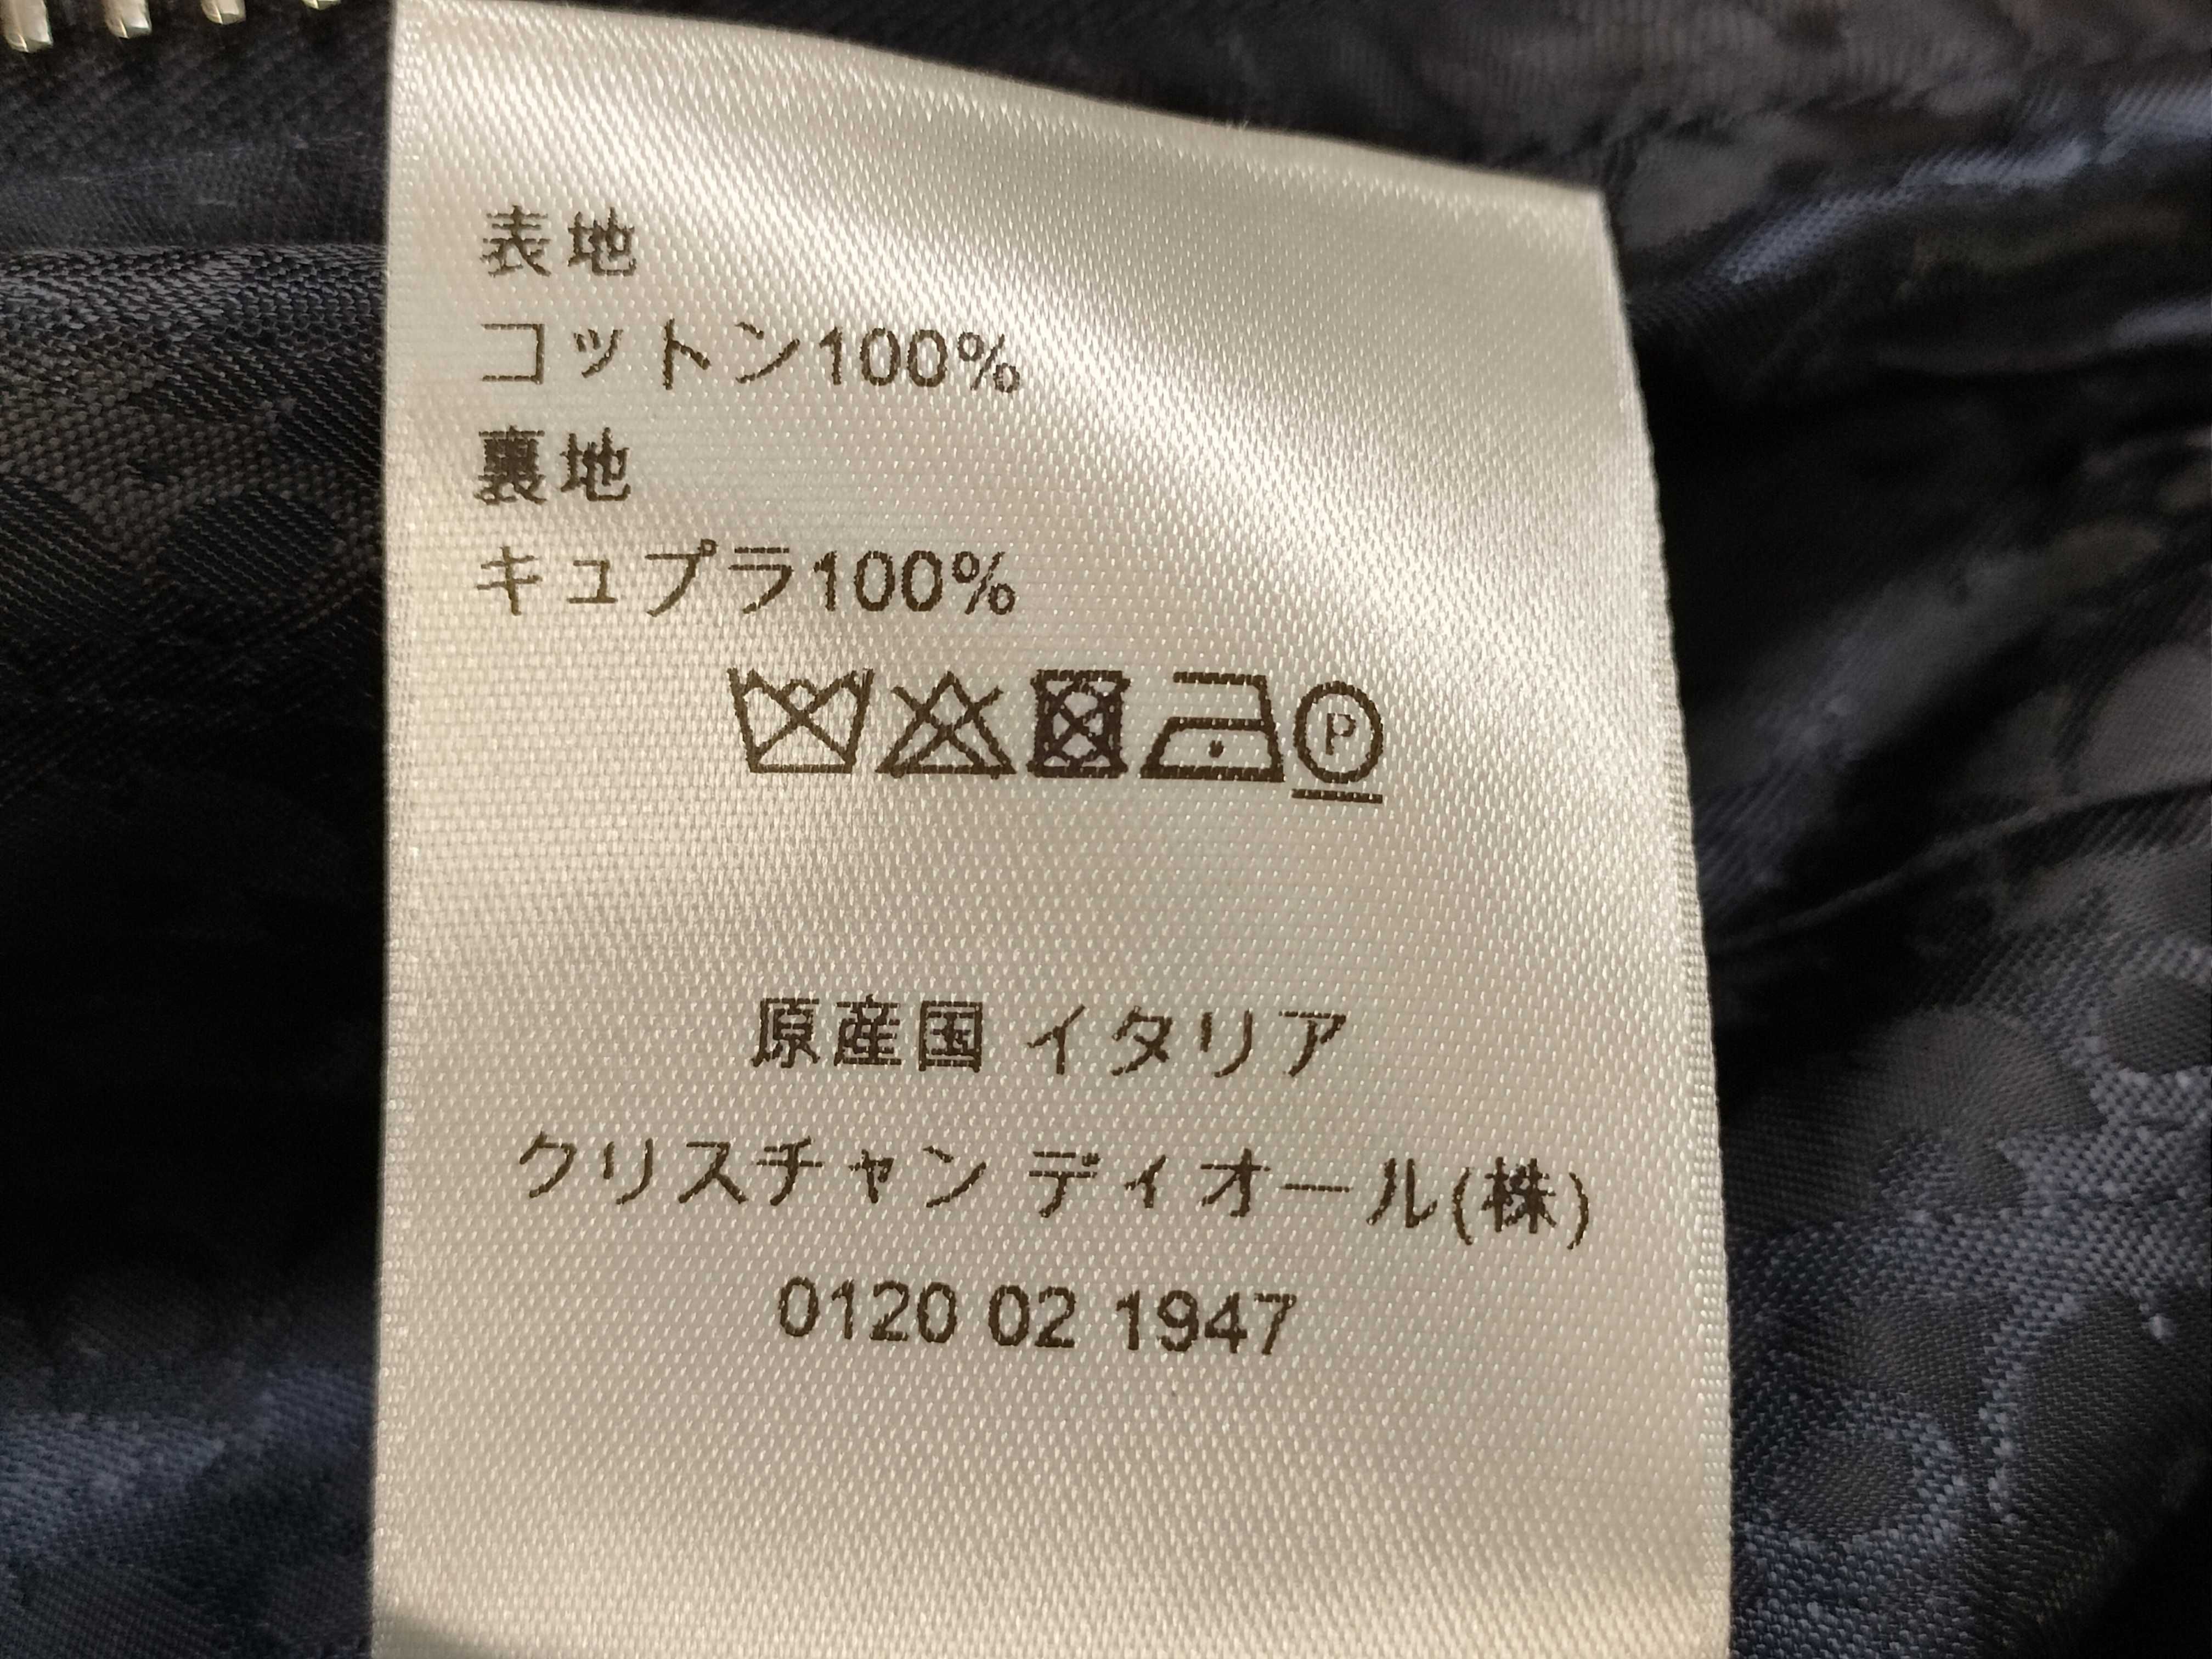 表地
コットン100%
裏地
キュプラ100%
P
原産国 イタリア
クリスチャン ディオール(株)
0120 02 1947